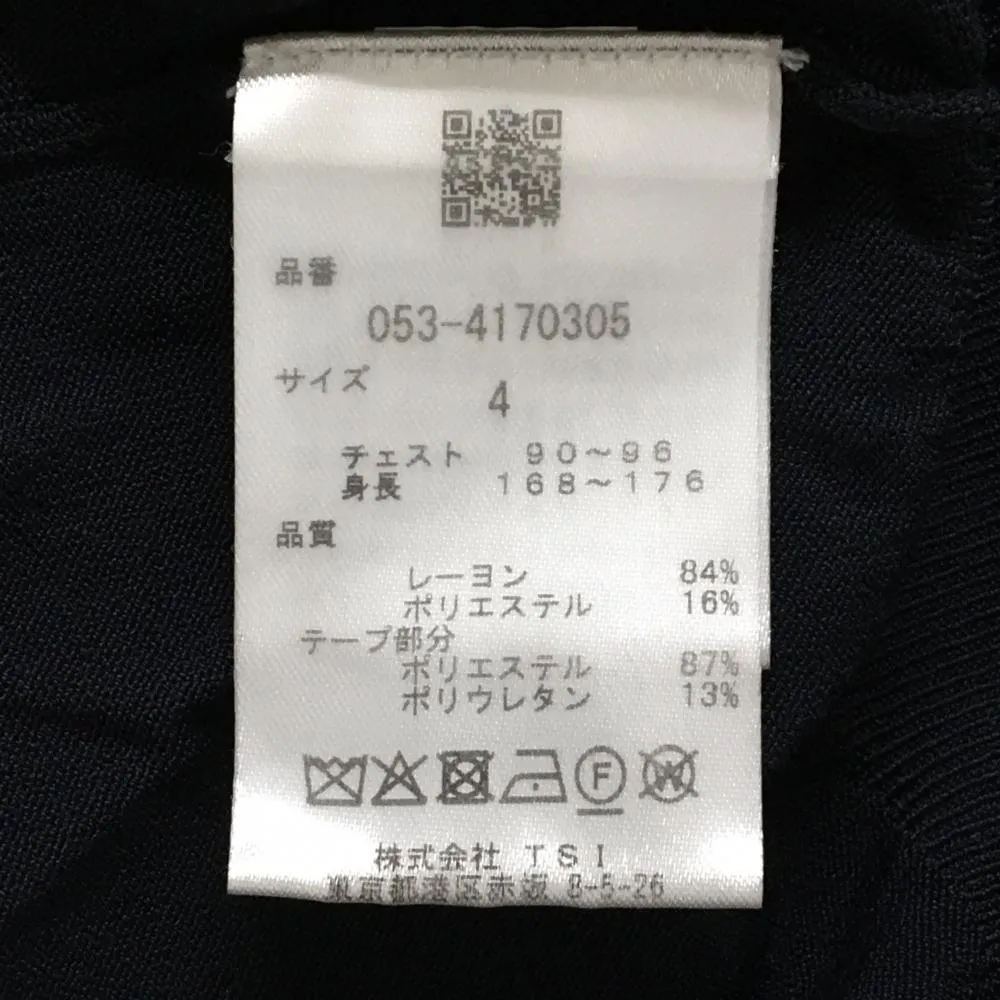 品番
053-4170305
サイズ
4
チェスト 90～96
身長 168～176
品質
レーヨン 84%
ポリエステル 16%
テープ部分
ポリエステル 87%
ポリウレタン 13%
F W
株式会社 TSI
東京都港区赤坂 8-5-26